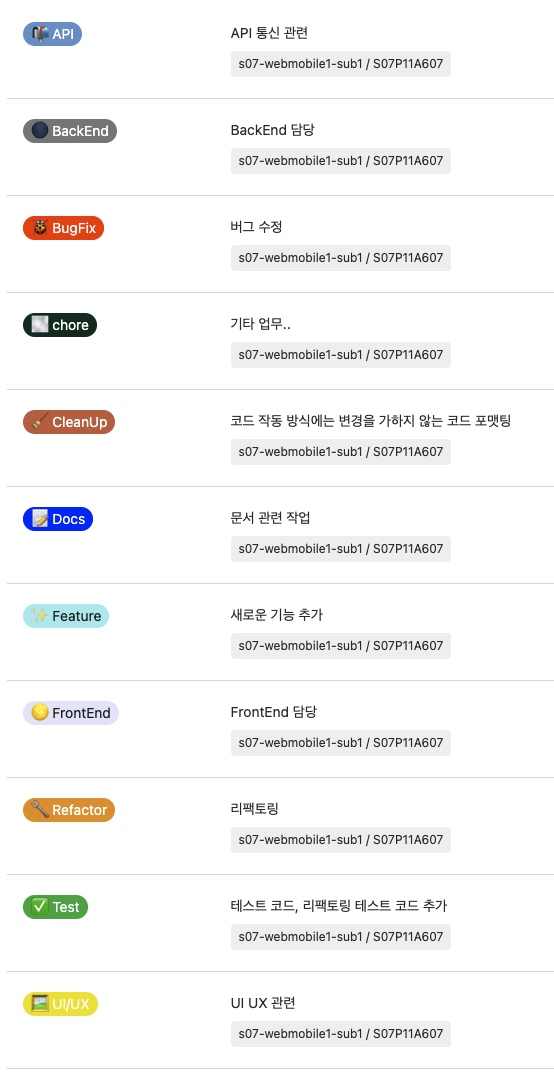 📬 API
API 통신 관련
s07-webmobile1-sub1 / S07P11A607
🌑 BackEnd
BackEnd 담당
s07-webmobile1-sub1 / S07P11A607
🐞 BugFix
버그 수정
s07-webmobile1-sub1 / S07P11A607
chore
기타 업무..
s07-webmobile1-sub1 / S07P11A607
🧹 CleanUp
코드 작동 방식에는 변경을 가하지 않는 코드 포맷팅
s07-webmobile1-sub1 / S07P11A607
📝 Docs
문서 관련 작업
s07-webmobile1-sub1 / S07P11A607
✨ Feature
새로운 기능 추가
s07-webmobile1-sub1 / S07P11A607
🌕 FrontEnd
FrontEnd 담당
s07-webmobile1-sub1 / S07P11A607
🔧 Refactor
리팩토링
s07-webmobile1-sub1 / S07P11A607
✅ Test
테스트 코드, 리팩토링 테스트 코드 추가
s07-webmobile1-sub1 / S07P11A607
🖼️ UI/UX
UI UX 관련
s07-webmobile1-sub1 / S07P11A607